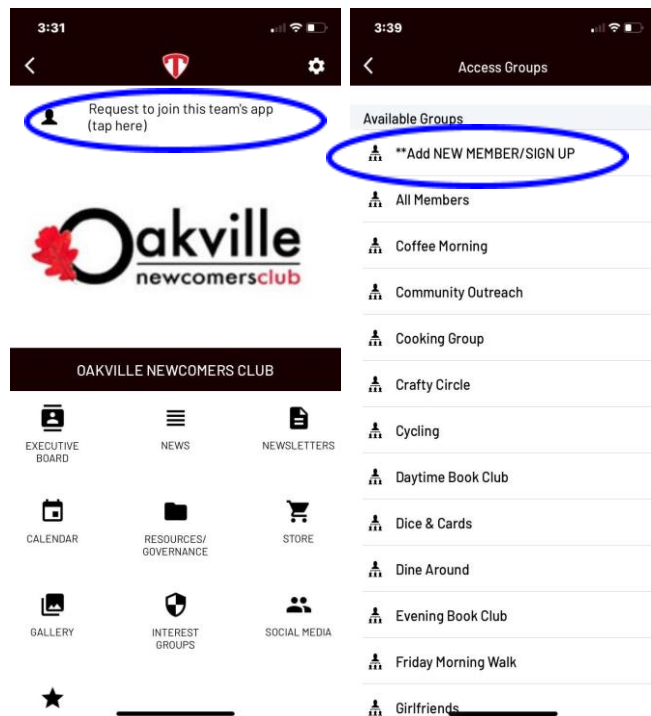 3:31
Request to join this team's app
(tap here)
Oakville
newcomersclub
OAKVILLE NEWCOMERS CLUB
EXECUTIVE
BOARD
NEWS
NEWSLETTERS
CALENDAR
RESOURCES/
GOVERNANCE
STORE
GALLERY
INTEREST
GROUPS
SOCIAL MEDIA
3:39
Access Groups
Available Groups
**Add NEW MEMBER/SIGN UP
All Members
Coffee Morning
Community Outreach
Cooking Group
Crafty Circle
Cycling
Daytime Book Club
Dice & Cards
Dine Around
Evening Book Club
Friday Morning Walk
Girlfriends